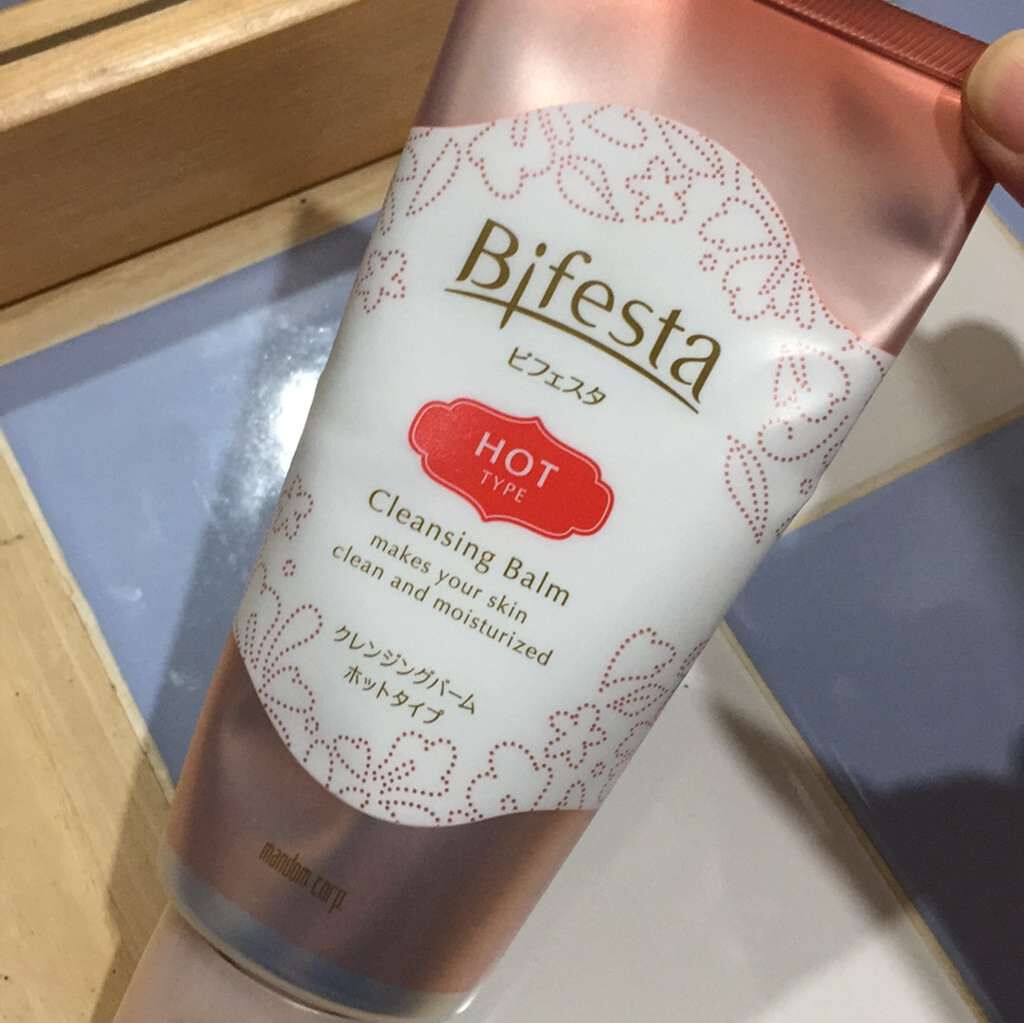 Bifesta
ビフェスタ
HOT
TYPE
Cleansing Balm
makes your skin
clean and moisturized
クレンジングバーム
ホットタイプ
mandom corp.